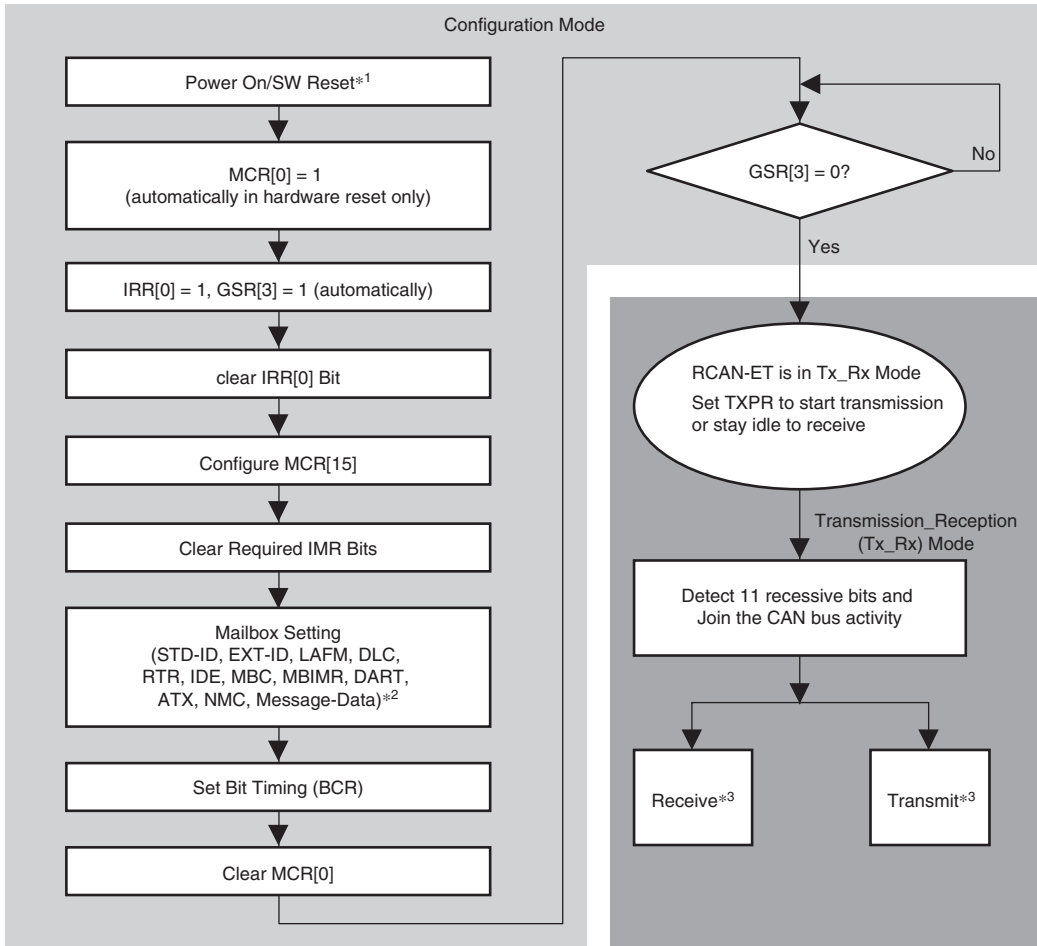 Configuration Mode
Power On/SW Reset*1
MCR[0] = 1
(automatically in hardware reset only)
IRR[0] = 1, GSR[3] = 1 (automatically)
clear IRR[0] Bit
Configure MCR[15]
Clear Required IMR Bits
Mailbox Setting
(STD-ID, EXT-ID, LAFM, DLC,
RTR, IDE, MBC, MBIMR, DART,
ATX, NMC, Message-Data)*2
Set Bit Timing (BCR)
Clear MCR[0]
GSR[3] = 0?
No
Yes
RCAN-ET is in Tx_Rx Mode
Set TXPR to start transmission
or stay idle to receive
Transmission_Reception
(Tx_Rx) Mode
Detect 11 recessive bits and
Join the CAN bus activity
Receive*3
Transmit*3